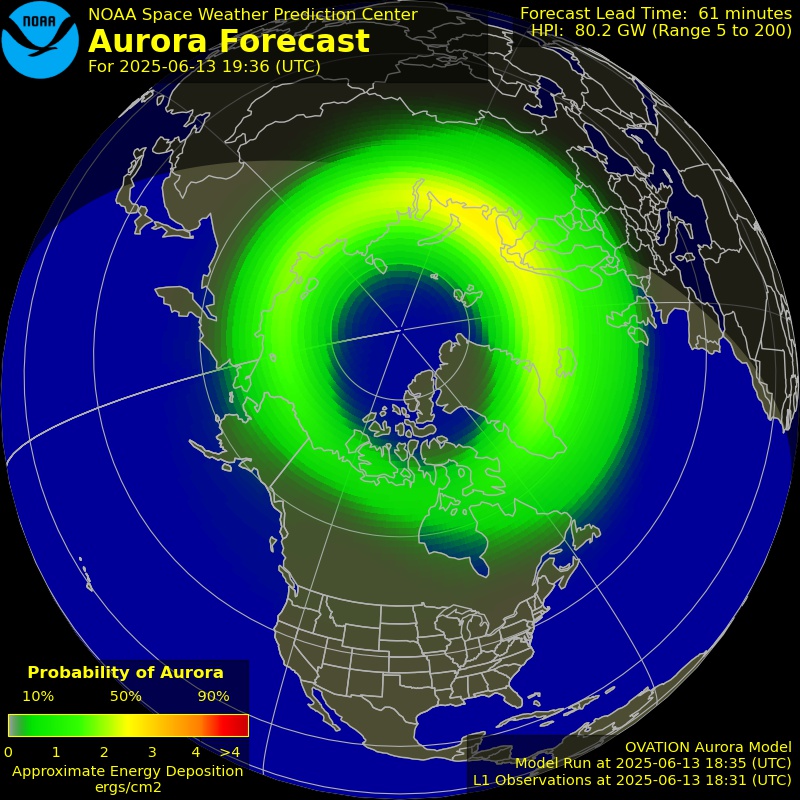 NOAA
NOAA Space Weather Prediction Center
Aurora Forecast
For 2025-06-13 19:36 (UTC)
Forecast Lead Time: 61 minutes
HPI: 80.2 GW (Range 5 to 200)
Probability of Aurora
10% 50% 90%
0 1 2 3 4 >4
Approximate Energy Deposition
ergs/cm2
OVATION Aurora Model
Model Run at 2025-06-13 18:35 (UTC)
L1 Observations at 2025-06-13 18:31 (UTC)